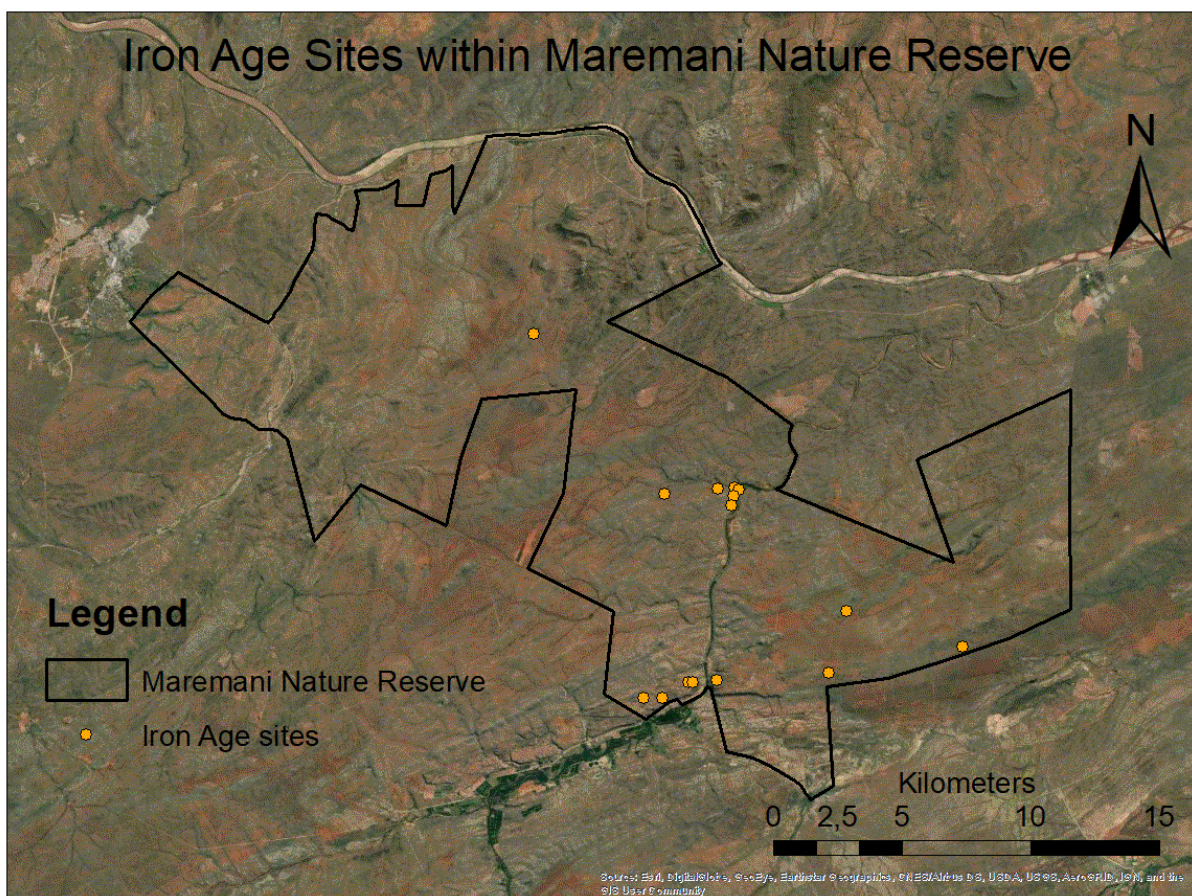 Iron Age Sites within Maremani Nature Reserve
N
Legend
Maremani Nature Reserve
Iron Age sites
Kilometers
0 2,5 5 10 15
Source: Esri, DigitalGlobe, GeoEye, Earthstar Geographics, CNES/Airbus DS, USDA, USGS, AeroGRID, IGN, and the
GIS User Community